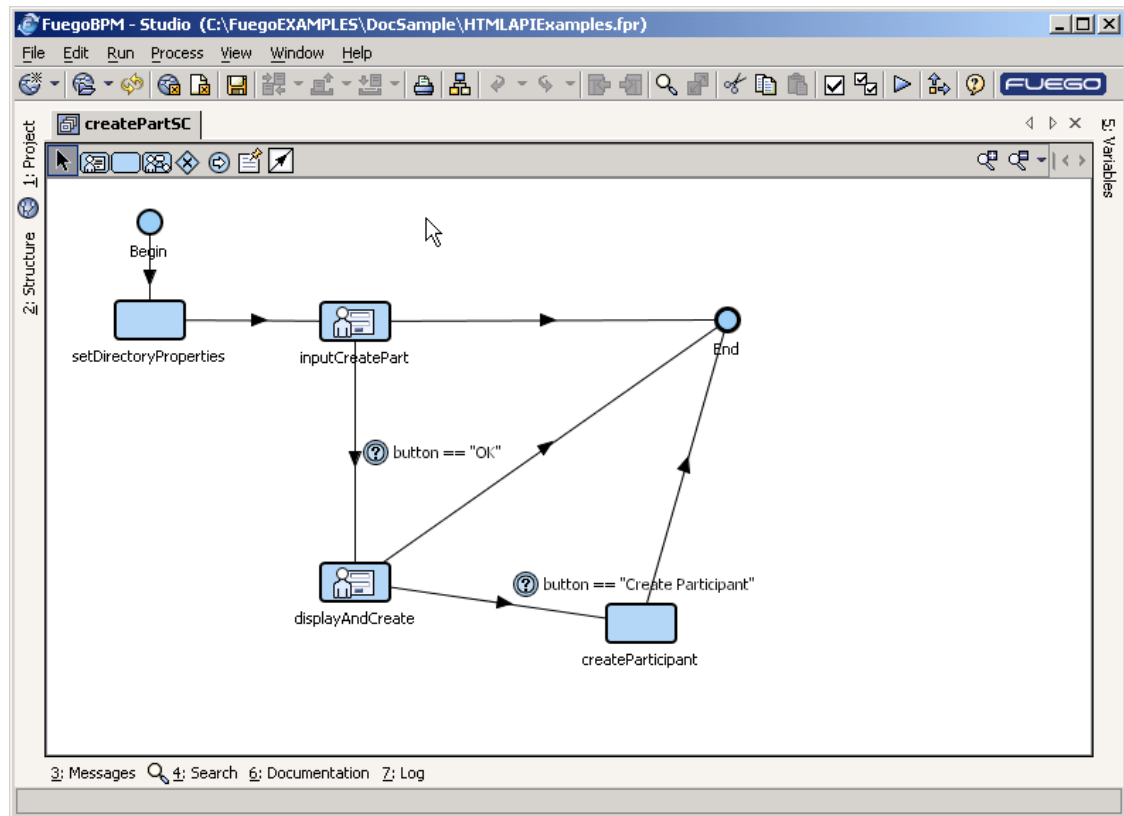 FuegoBPM - Studio (C:\FuegoEXAMPLES\DocSample\HTMLAPIExamples.fpr)
File Edit Run Process View Window Help
FUEGO
createPartSC
1: Project
2: Structure
5: Variables
Begin
setDirectoryProperties
inputCreatePart
End
button == "OK"
button == "Create Participant"
displayAndCreate
createParticipant
3: Messages 4: Search 6: Documentation 7: Log